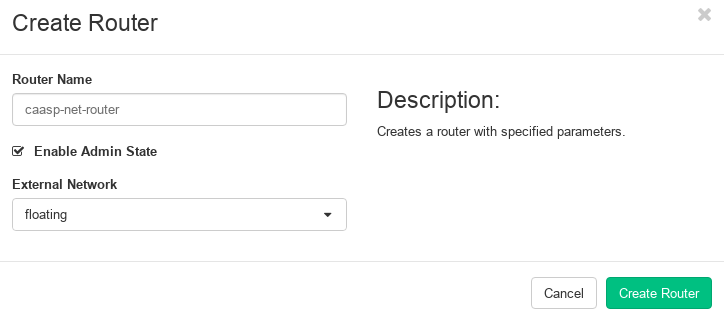 Create Router
Router Name
caasp-net-router
Enable Admin State
External Network
floating
Description:
Creates a router with specified parameters.
Cancel
Create Router